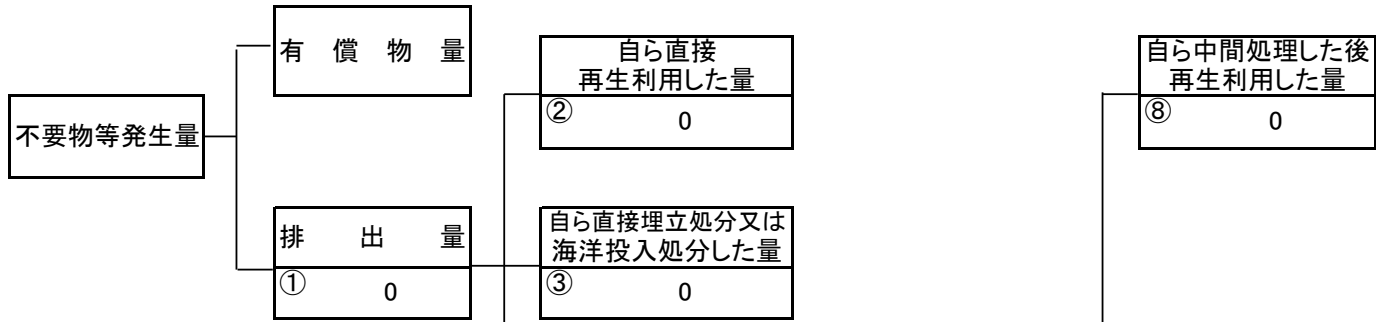 有償物量
自ら直接
再生利用した量
② 0
自ら中間処理した後
再生利用した量
⑧ 0
不要物等発生量
排出量
① 0
自ら直接埋立処分又は
海洋投入処分した量
③ 0